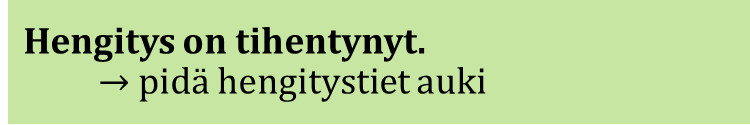 Hengitys on tihentynyt.
→ pidä hengitystiet auki